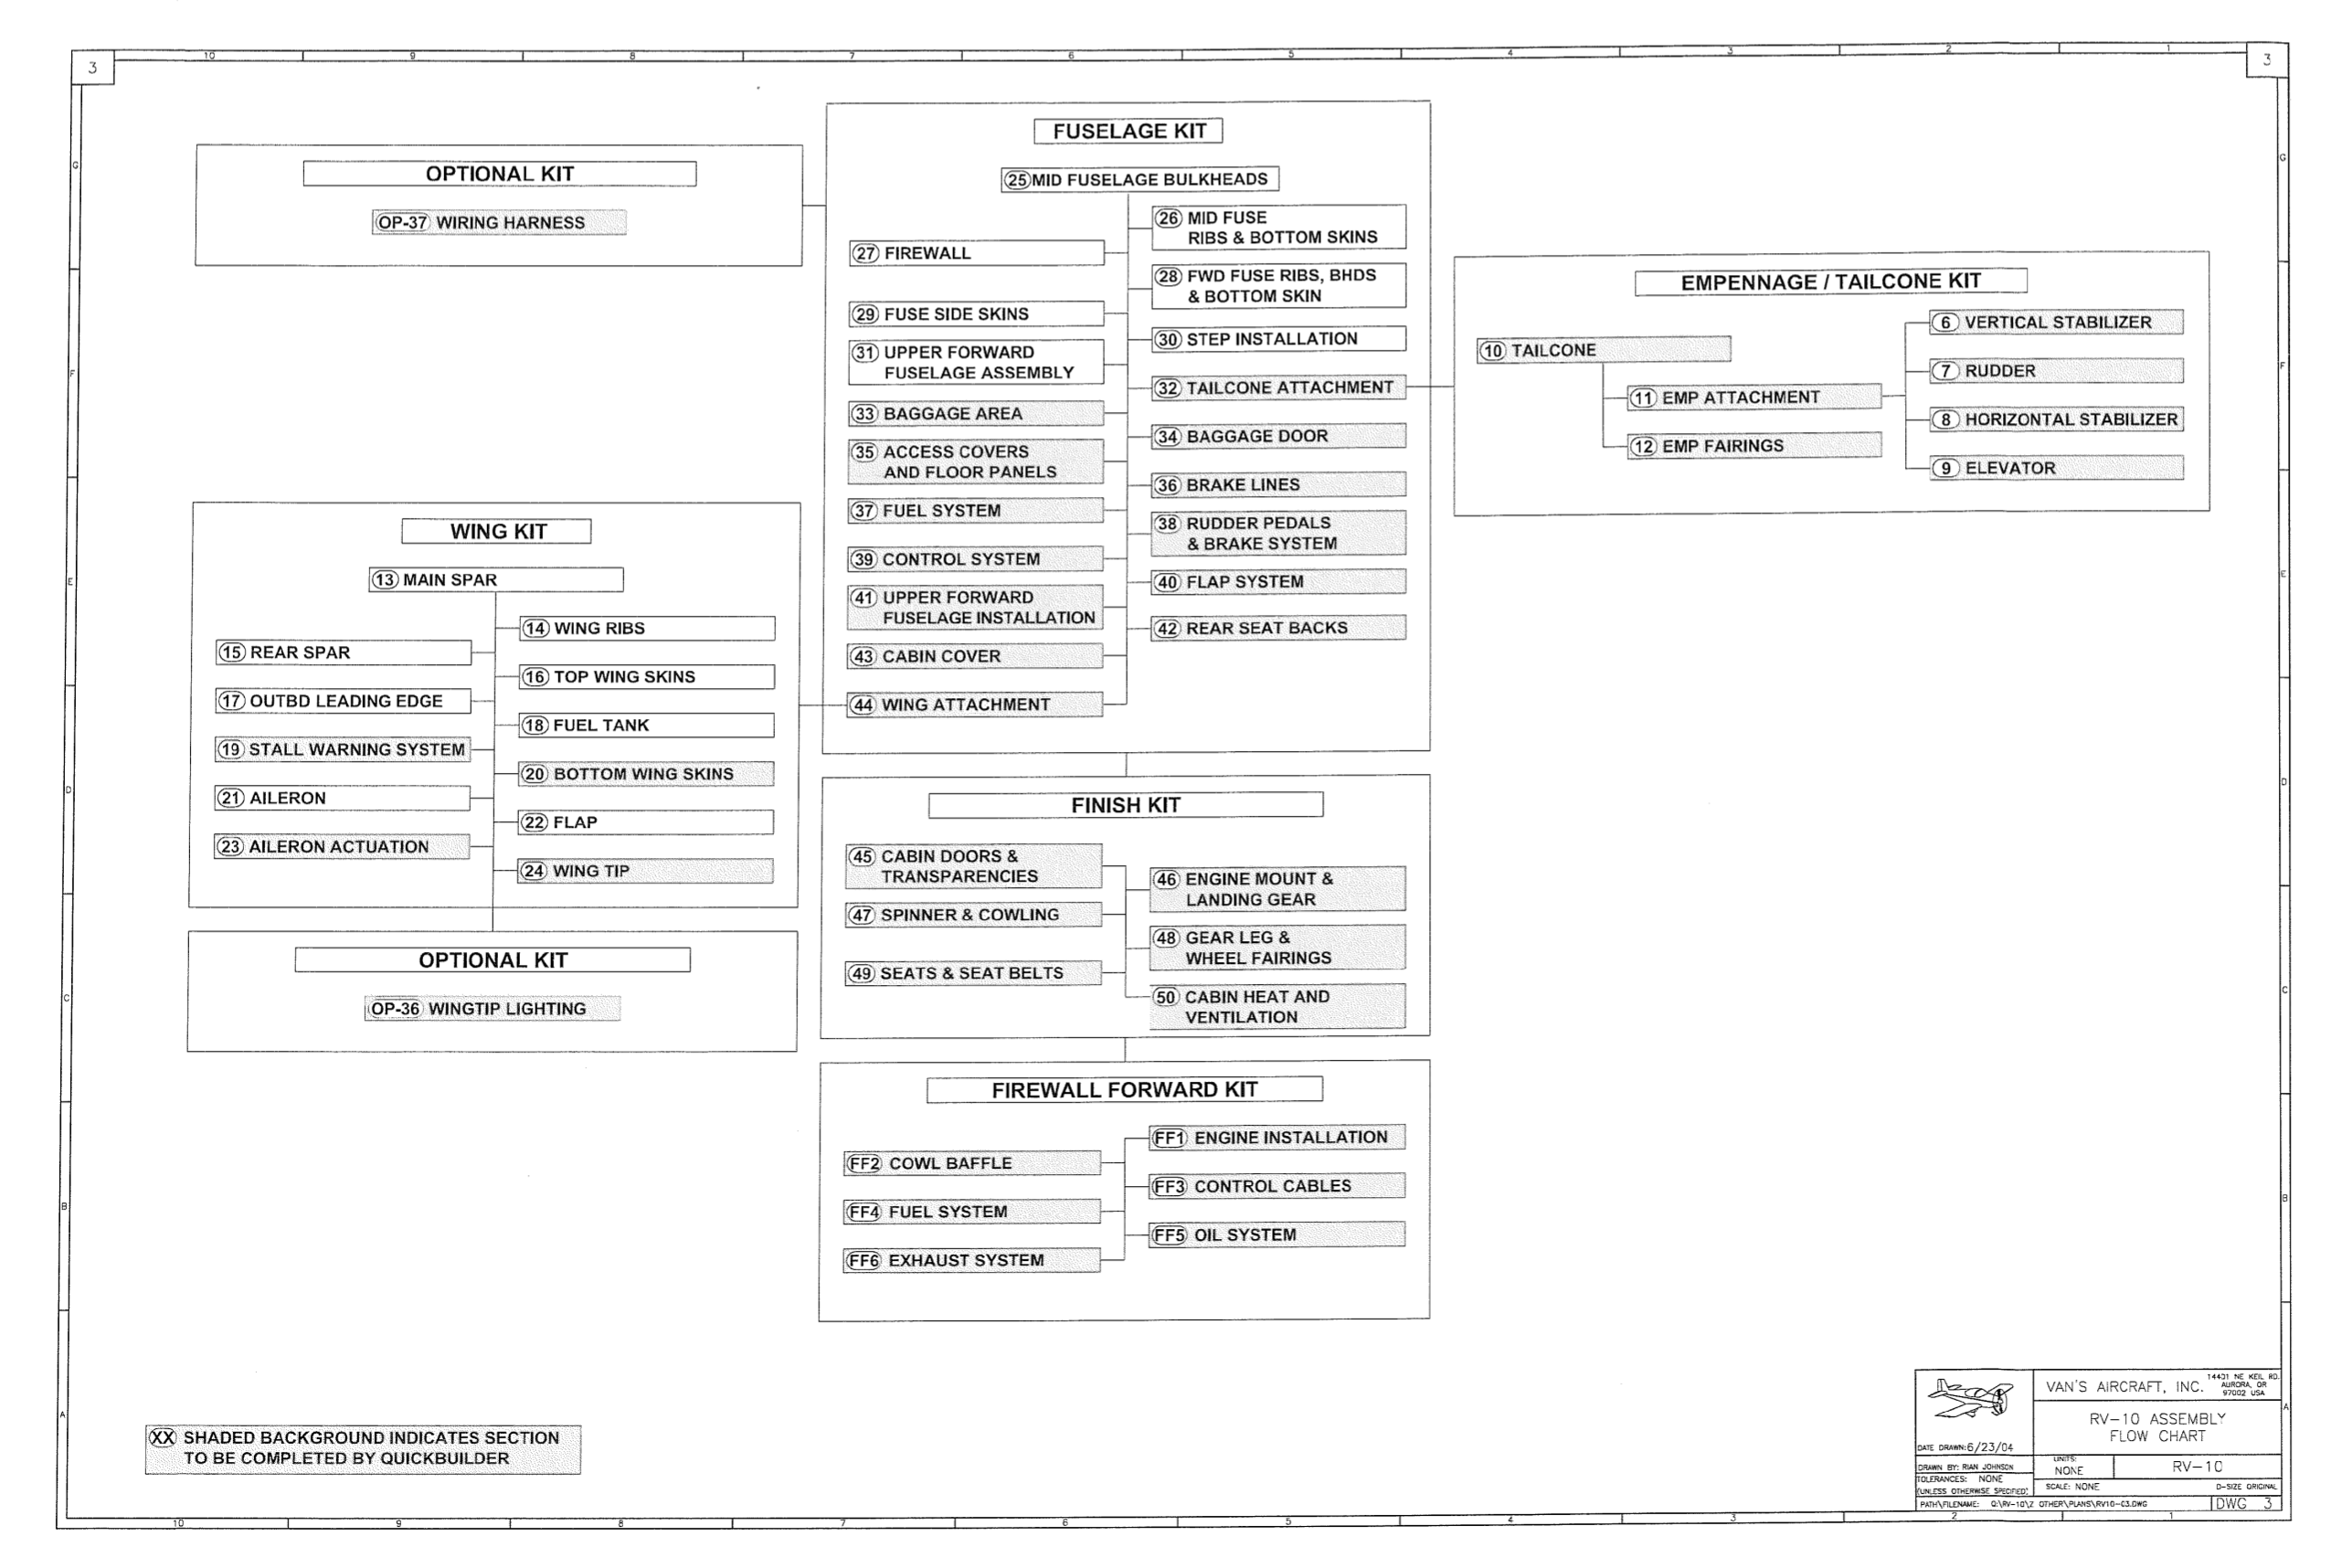 3
10 9 8 7 6 5 4 3 2 1
3
G
F
E
D
C
B
A
G
F
E
D
C
B
A
OPTIONAL KIT
OP-37 WIRING HARNESS
WING KIT
13 MAIN SPAR
14 WING RIBS
15 REAR SPAR
16 TOP WING SKINS
17 OUTBD LEADING EDGE
18 FUEL TANK
19 STALL WARNING SYSTEM
20 BOTTOM WING SKINS
21 AILERON
22 FLAP
23 AILERON ACTUATION
24 WING TIP
OPTIONAL KIT
OP-36 WINGTIP LIGHTING
FUSELAGE KIT
25 MID FUSELAGE BULKHEADS
26 MID FUSE
RIBS & BOTTOM SKINS
27 FIREWALL
28 FWD FUSE RIBS, BHDS
& BOTTOM SKIN
29 FUSE SIDE SKINS
30 STEP INSTALLATION
31 UPPER FORWARD
FUSELAGE ASSEMBLY
32 TAILCONE ATTACHMENT
33 BAGGAGE AREA
34 BAGGAGE DOOR
35 ACCESS COVERS
AND FLOOR PANELS
36 BRAKE LINES
37 FUEL SYSTEM
38 RUDDER PEDALS
& BRAKE SYSTEM
39 CONTROL SYSTEM
40 FLAP SYSTEM
41 UPPER FORWARD
FUSELAGE INSTALLATION
42 REAR SEAT BACKS
43 CABIN COVER
44 WING ATTACHMENT
EMPENNAGE / TAILCONE KIT
10 TAILCONE
11 EMP ATTACHMENT
12 EMP FAIRINGS
6 VERTICAL STABILIZER
7 RUDDER
8 HORIZONTAL STABILIZER
9 ELEVATOR
FINISH KIT
45 CABIN DOORS &
TRANSPARENCIES
46 ENGINE MOUNT &
LANDING GEAR
47 SPINNER & COWLING
48 GEAR LEG &
WHEEL FAIRINGS
49 SEATS & SEAT BELTS
50 CABIN HEAT AND
VENTILATION
FIREWALL FORWARD KIT
FF1 ENGINE INSTALLATION
FF2 COWL BAFFLE
FF3 CONTROL CABLES
FF4 FUEL SYSTEM
FF5 OIL SYSTEM
FF6 EXHAUST SYSTEM
XX SHADED BACKGROUND INDICATES SECTION
TO BE COMPLETED BY QUICKBUILDER
VAN'S AIRCRAFT, INC.
14401 NE KEIL RD.
AURORA, OR
97002 USA
RV-10 ASSEMBLY
FLOW CHART
DATE DRAWN: 6/23/04
DRAWN BY: RIAN JOHNSON
UNITS:
NONE
RV-10
TOLERANCES: NONE
(UNLESS OTHERWISE SPECIFIED)
SCALE: NONE
D-SIZE ORIGINAL
PATH\FILENAME: Q:\RV-10\Z OTHER\PLANS\RV10-03.DWG
DWG 3
10 9 8 7 6 5 4 3 2 1